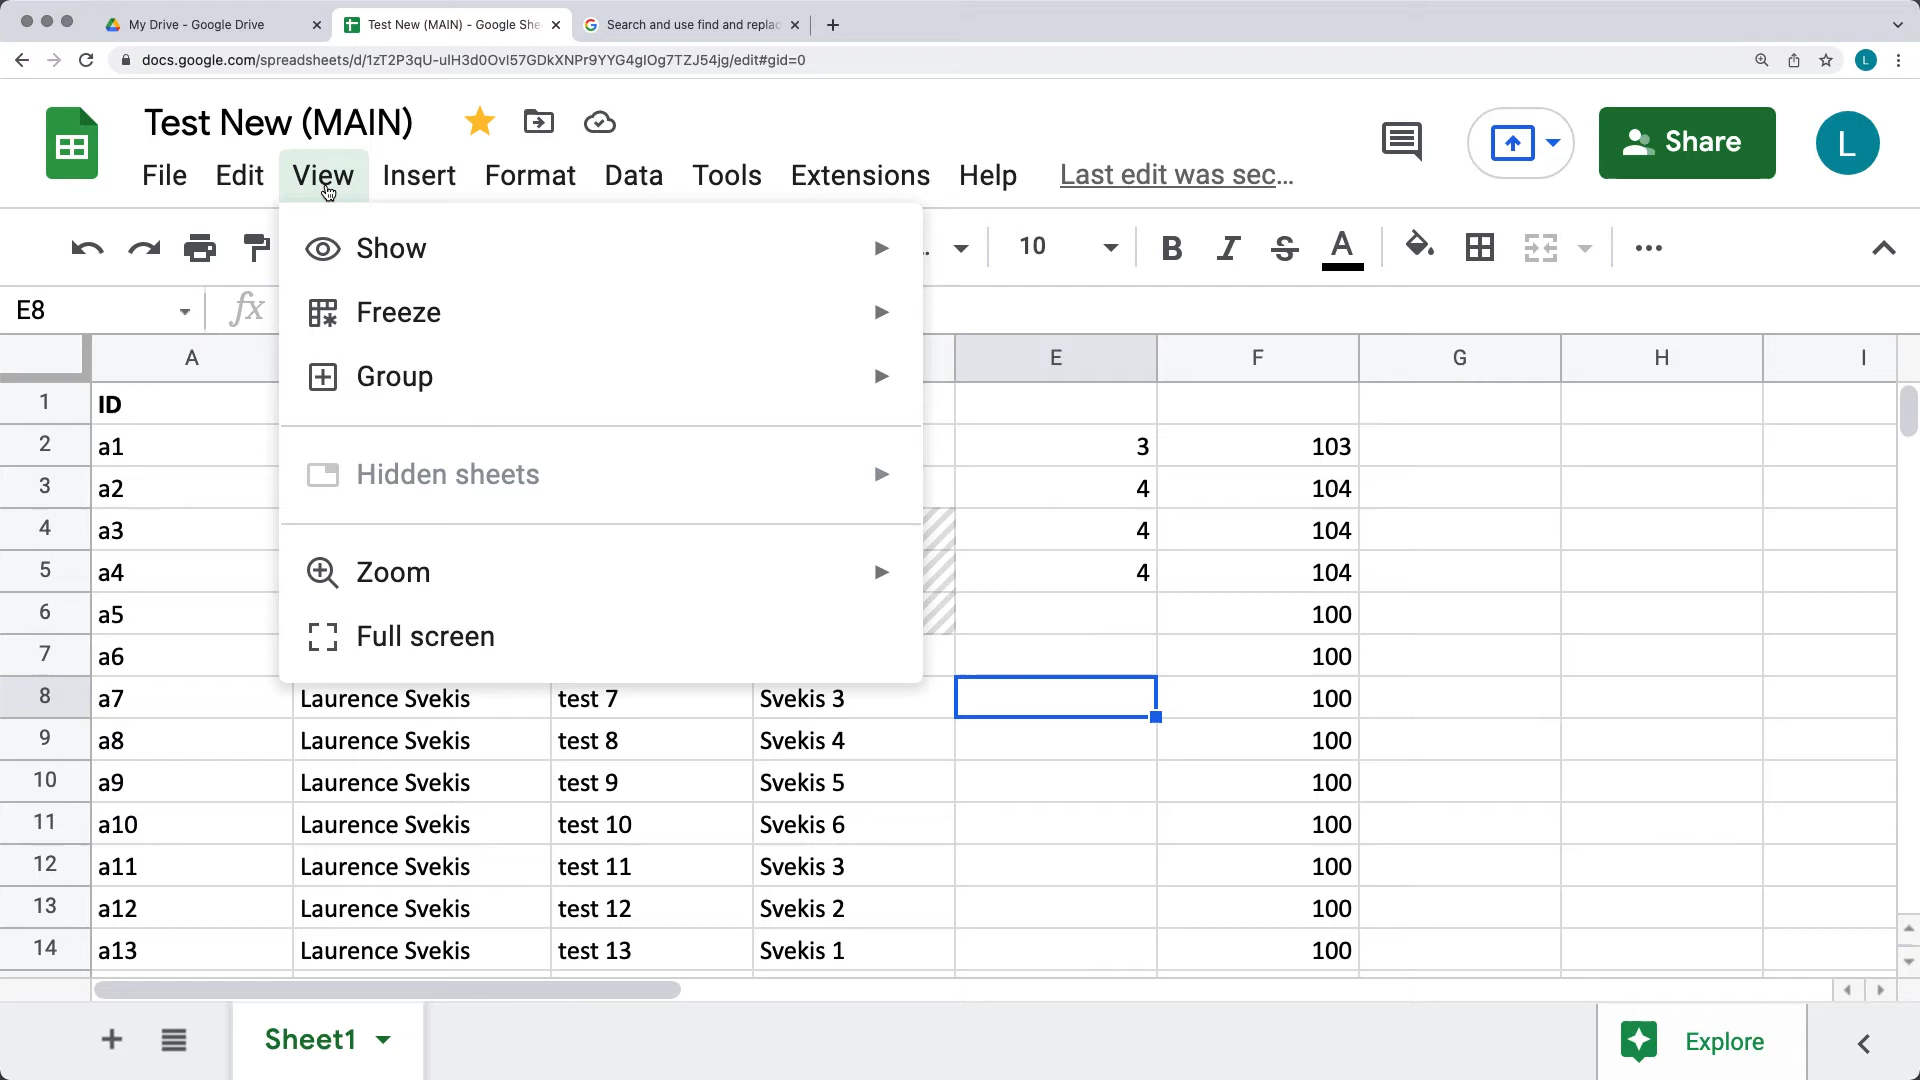 My Drive - Google Drive
Test New (MAIN) - Google She
Search and use find and replac
docs.google.com/spreadsheets/d/1zT2P3qU-uIH3d0OvI57GDkXNPr9YYG4gIOg7TZJ54jg/edit#gid=0
L
Test New (MAIN)
Share
L
File Edit View Insert Format Data Tools Extensions Help Last edit was sec...
10 B I S A
E8 fx
Show
Freeze
Group
Hidden sheets
Zoom
Full screen
A E F G H I
1 ID
2 a1 3 103
3 a2 4 104
4 a3 4 104
5 a4 4 104
6 a5 100
7 a6 100
8 a7 Laurence Svekis test 7 Svekis 3 100
9 a8 Laurence Svekis test 8 Svekis 4 100
10 a9 Laurence Svekis test 9 Svekis 5 100
11 a10 Laurence Svekis test 10 Svekis 6 100
12 a11 Laurence Svekis test 11 Svekis 3 100
13 a12 Laurence Svekis test 12 Svekis 2 100
14 a13 Laurence Svekis test 13 Svekis 1 100
Sheet1
Explore